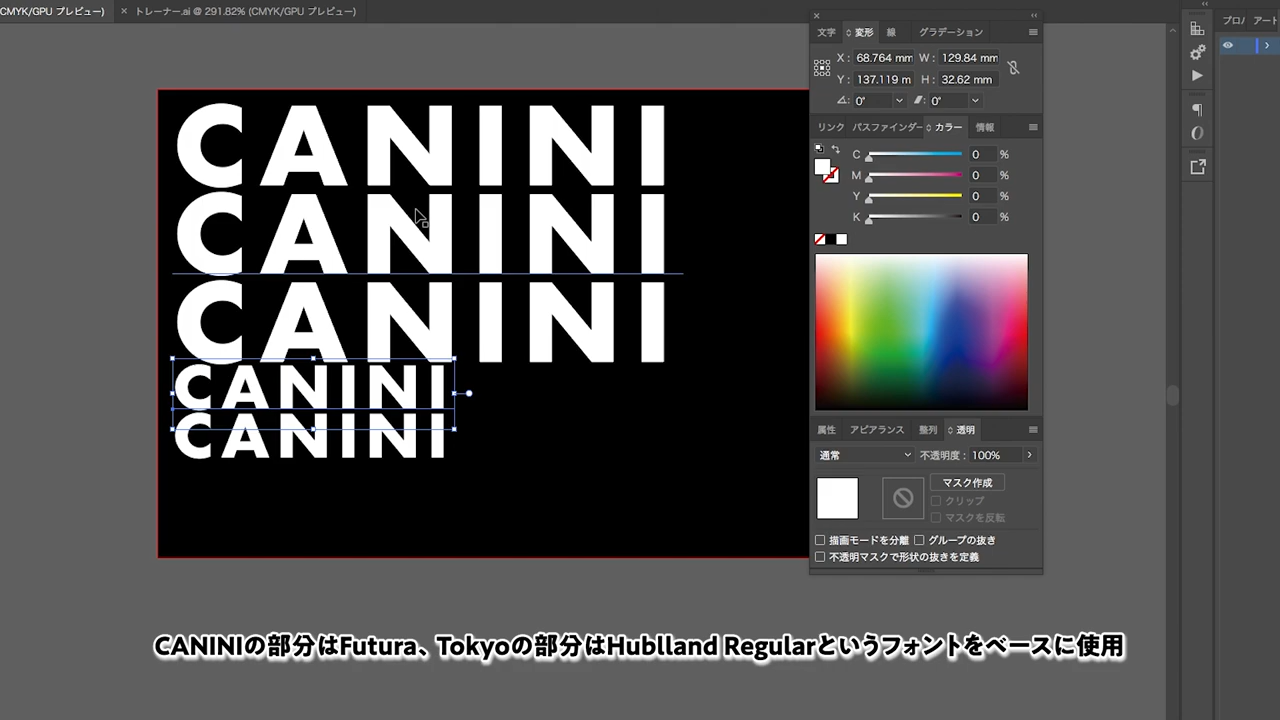 (CMYK/GPU プレビュー) × トレーナー.ai @ 291.82% (CMYK/GPU プレビュー)
文字 変形 線 グラデーション
X: 68.764 mm W: 129.84 mm
Y: 137.119 m H: 32.62 mm
0° 0°
リンク パスファインダー カラー 情報
C 0 %
M 0 %
Y 0 %
K 0 %
属性 アピアランス 整列 透明
通常 不透明度: 100%
マスク作成
クリップ
マスクを反転
描画モードを分離 グループの抜き
不透明マスクで形状の抜きを定義
プロパ アート
CANINI
CANINI
CANINI
CANINI
CANINI
CANINIの部分はFutura、Tokyoの部分はHublland Regularというフォントをベースに使用